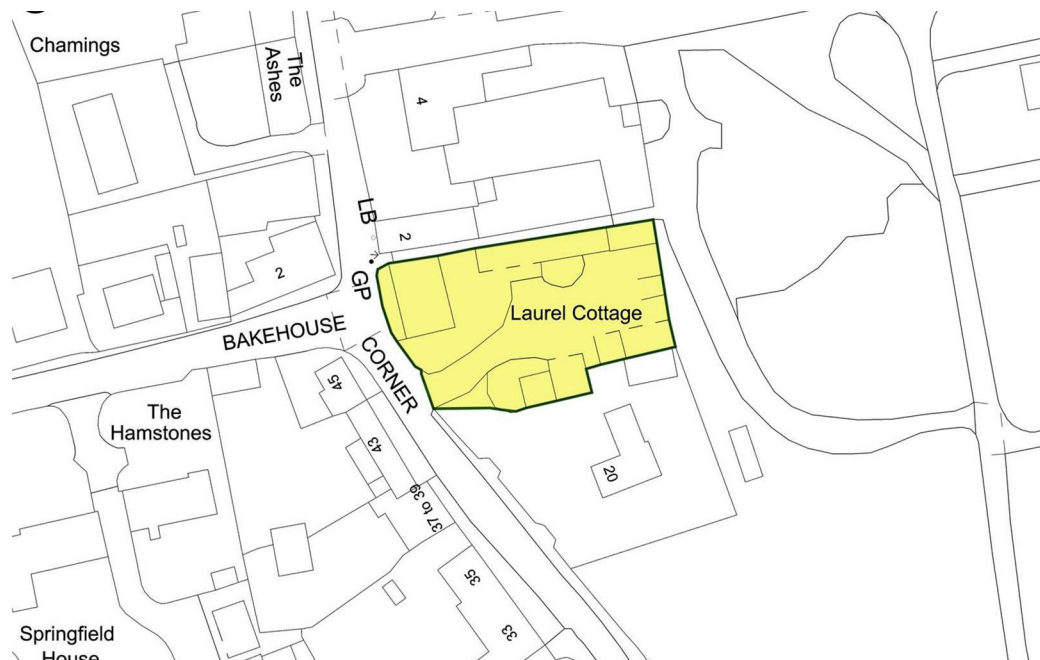 Chamings
The
Ashes
4
LB
2
GP
2
Laurel Cottage
BAKEHOUSE
CORNER
45
The
Hamstones
43
20
37 to 39
35
33
Springfield
House